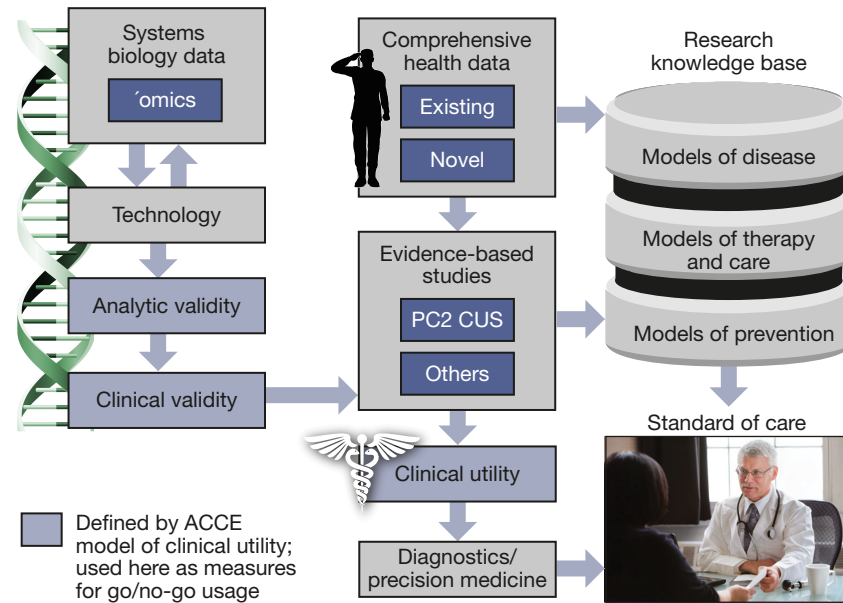 Systems
biology data
´omics
Technology
Analytic validity
Clinical validity
Comprehensive
health data
Existing
Novel
Evidence-based
studies
PC2 CUS
Others
Clinical utility
Diagnostics/
precision medicine
Research
knowledge base
Models of disease
Models of therapy
and care
Models of prevention
Standard of care
Defined by ACCE
model of clinical utility;
used here as measures
for go/no-go usage